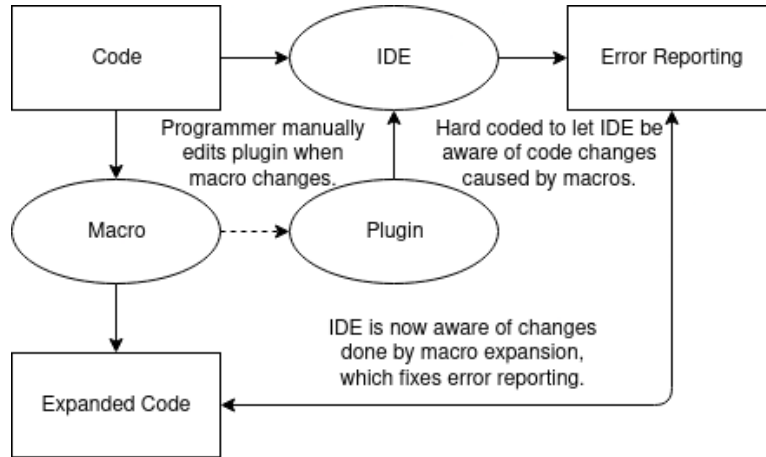 Code
IDE
Error Reporting
Programmer manually
edits plugin when
macro changes.
Hard coded to let IDE be
aware of code changes
caused by macros.
Macro
Plugin
IDE is now aware of changes
done by macro expansion,
which fixes error reporting.
Expanded Code